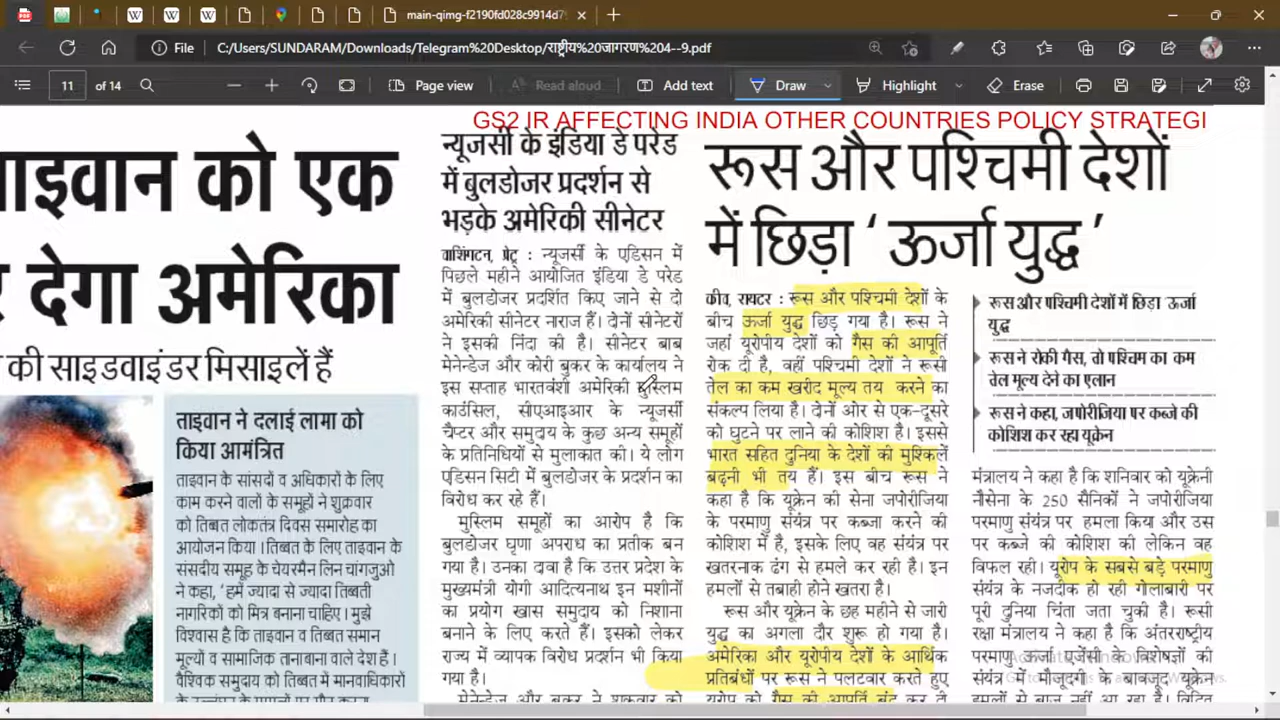 main-qimg-f2190fd028c9914d7
File
C:/Users/SUNDARAM/Downloads/Telegram%20Desktop/राष्ट्रीय%20जागरण%204--9.pdf
11 of 14
Page view
Read aloud
Add text
Draw
Highlight
Erase
GS2 IR AFFECTING INDIA OTHER COUNTRIES POLICY STRATEGI
ताइवान को एक
देगा अमेरिका
की साइडवाइंडर मिसाइलें हैं
ताइवान ने दलाई लामा को
किया आमंत्रित
ताइवान के सांसदों व अधिकारों के लिए
काम करने वालों के समूहों ने शुक्रवार
को तिब्बत लोकतंत्र दिवस समारोह का
आयोजन किया। तिब्बत के लिए ताइवान के
संसदीय समूह के चेयरमैन लिन चांगजुओ
ने कहा, 'हमें ज्यादा से ज्यादा तिब्बती
नागरिकों को मित्र बनाना चाहिए। मुझे
विश्वास है कि ताइवान व तिब्बत समान
मूल्यों व सामाजिक तानाबाना वाले देश हैं।
वैश्विक समुदाय को तिब्बत में मानवाधिकारों
न्यूजर्सी के इंडिया डे परेड
में बुलडोजर प्रदर्शन से
भड़के अमेरिकी सीनेटर
वाशिंगटन, प्रेट्र : न्यूजर्सी के एडिसन में
पिछले महीने आयोजित इंडिया डे परेड
में बुलडोजर प्रदर्शित किए जाने से दो
अमेरिकी सीनेटर नाराज हैं। दोनों सीनेटरों
ने इसकी निंदा की है। सीनेटर बाब
मेनेन्डेज और कोरी बुकर के कार्यालय ने
इस सप्ताह भारतवंशी अमेरिकी मुस्लिम
काउंसिल, सीएआइआर के न्यूजर्सी
चैप्टर और समुदाय के कुछ अन्य समूहों
के प्रतिनिधियों से मुलाकात की। ये लोग
एडिसन सिटी में बुलडोजर के प्रदर्शन का
विरोध कर रहे हैं।
मुस्लिम समूहों का आरोप है कि
बुलडोजर घृणा अपराध का प्रतीक बन
गया है। उनका दावा है कि उत्तर प्रदेश के
मुख्यमंत्री योगी आदित्यनाथ इन मशीनों
का प्रयोग खास समुदाय को निशाना
बनाने के लिए करते हैं। इसको लेकर
राज्य में व्यापक विरोध प्रदर्शन भी किया
गया है।
मेनेन्डेज और बुकर ने शुक्रवार को
रूस और पश्चिमी देशों
में छिड़ा 'ऊर्जा युद्ध'
कीव, रायटर : रूस और पश्चिमी देशों के
बीच ऊर्जा युद्ध छिड़ गया है। रूस ने
जहां यूरोपीय देशों को गैस की आपूर्ति
रोक दी है, वहीं पश्चिमी देशों ने रूसी
तेल का कम खरीद मूल्य तय करने का
संकल्प लिया है। दोनों ओर से एक-दूसरे
को घुटने पर लाने की कोशिश है। इससे
भारत सहित दुनिया के देशों की मुश्किलें
बढ़नी भी तय हैं। इस बीच रूस ने
कहा है कि यूक्रेन की सेना जपोरीजिया
के परमाणु संयंत्र पर कब्जा करने की
कोशिश में है, इसके लिए वह संयंत्र पर
खतरनाक ढंग से हमले कर रही है। इन
हमलों से तबाही होने खतरा है।
रूस और यूक्रेन के छह महीने से जारी
युद्ध का अगला दौर शुरू हो गया है।
अमेरिका और यूरोपीय देशों के आर्थिक
प्रतिबंधों पर रूस ने पलटवार करते हुए
यूरोप को गैस की आपूर्ति बंद कर दी
रूस और पश्चिमी देशों में छिड़ा ऊर्जा
युद्ध
रूस ने रोकी गैस, तो पश्चिम का कम
तेल मूल्य देने का एलान
रूस ने कहा, जपोरीजिया पर कब्जे की
कोशिश कर रहा यूक्रेन
मंत्रालय ने कहा है कि शनिवार को यूक्रेनी
नौसेना के 250 सैनिकों ने जपोरीजिया
परमाणु संयंत्र पर हमला किया और उस
पर कब्जे की कोशिश की लेकिन वह
विफल रही। यूरोप के सबसे बड़े परमाणु
संयंत्र के नजदीक हो रही गोलाबारी पर
पूरी दुनिया चिंता जता चुकी है। रूसी
रक्षा मंत्रालय ने कहा है कि अंतरराष्ट्रीय
परमाणु ऊर्जा एजेंसी के विशेषज्ञों की
संयंत्र में मौजूदगी के बावजूद यूक्रेन
हमलों से बाज नहीं आ रहा है।